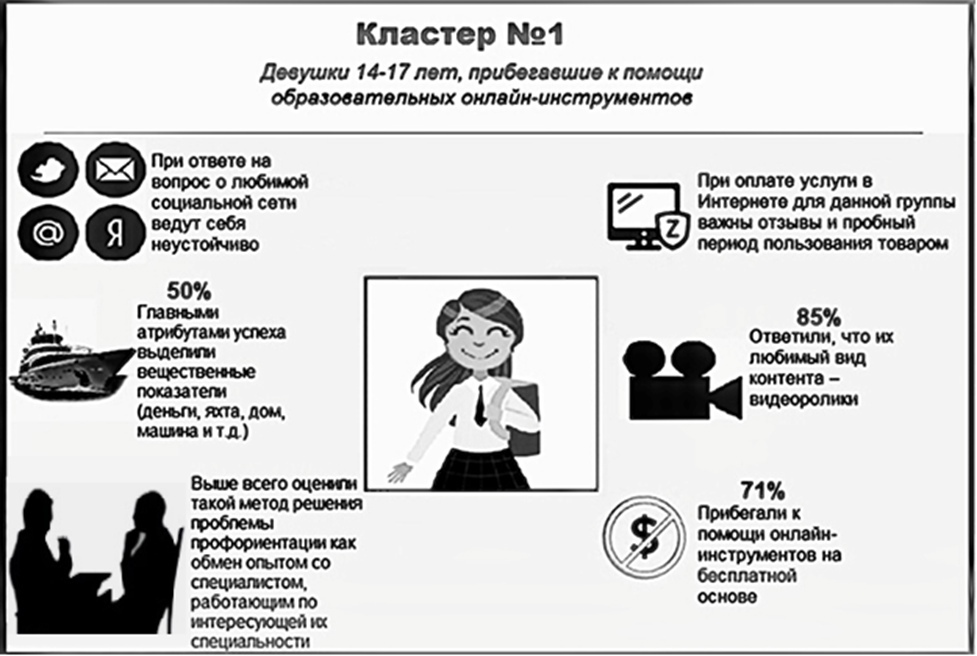 Кластер №1
Девушки 14-17 лет, прибегавшие к помощи
образовательных онлайн-инструментов
При ответе на
вопрос о любимой
социальной сети
ведут себя
неустойчиво
@
Я
50%
Главными
атрибутами успеха
выделили
вещественные
показатели
(деньги, яхта, дом,
машина и т.д.)
Выше всего оценили
такой метод решения
проблемы
профориентации как
обмен опытом со
специалистом,
работающим по
интересующей их
специальности
Z
При оплате услуги в
Интернете для данной группы
важны отзывы и пробный
период пользования товаром
85%
Ответили, что их
любимый вид
контента –
видеоролики
$
71%
Прибегали к
помощи онлайн-
инструментов на
бесплатной
основе